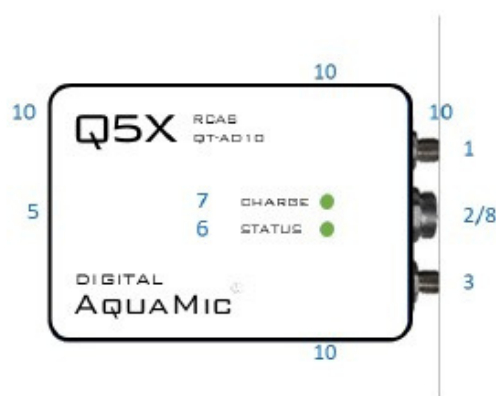 10
10
10
Q5X RCAS
QT-AD10
1
5
7 CHARGE
2/8
6 STATUS
3
DIGITAL
AQUAMIC
10